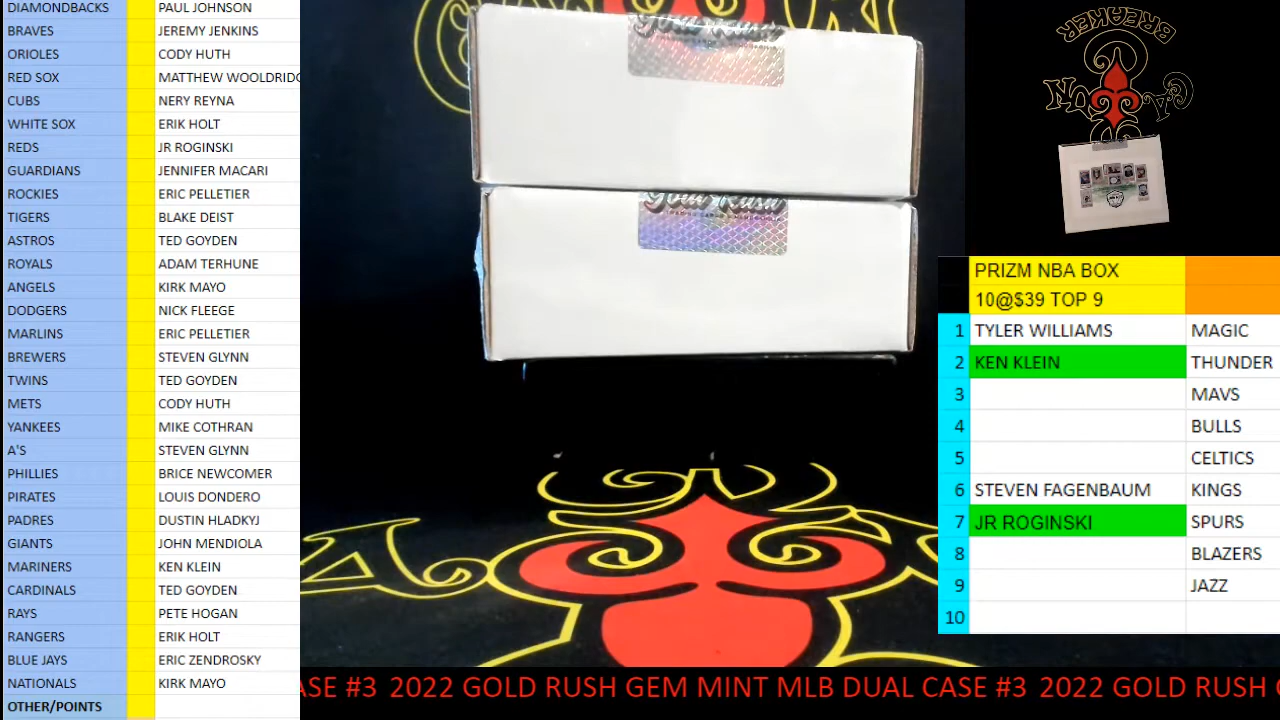 DIAMONDBACKS PAUL JOHNSON
BRAVES JEREMY JENKINS
ORIOLES CODY HUTH
RED SOX MATTHEW WOOLDRIDG
CUBS NERY REYNA
WHITE SOX ERIK HOLT
REDS JR ROGINSKI
GUARDIANS JENNIFER MACARI
ROCKIES ERIC PELLETIER
TIGERS BLAKE DEIST
ASTROS TED GOYDEN
ROYALS ADAM TERHUNE
ANGELS KIRK MAYO
DODGERS NICK FLEEGE
MARLINS ERIC PELLETIER
BREWERS STEVEN GLYNN
TWINS TED GOYDEN
METS CODY HUTH
YANKEES MIKE COTHRAN
A'S STEVEN GLYNN
PHILLIES BRICE NEWCOMER
PIRATES LOUIS DONDERO
PADRES DUSTIN HLADKYJ
GIANTS JOHN MENDIOLA
MARINERS KEN KLEIN
CARDINALS TED GOYDEN
RAYS PETE HOGAN
RANGERS ERIK HOLT
BLUE JAYS ERIC ZENDROSKY
NATIONALS KIRK MAYO
OTHER/POINTS
Gold Rush
Gold Rush
BREAKER
PRIZM NBA BOX
10@$39 TOP 9
1 TYLER WILLIAMS MAGIC
2 KEN KLEIN THUNDER
3 MAVS
4 BULLS
5 CELTICS
6 STEVEN FAGENBAUM KINGS
7 JR ROGINSKI SPURS
8 BLAZERS
9 JAZZ
10
ASE #3 2022 GOLD RUSH GEM MINT MLB DUAL CASE #3 2022 GOLD RUSH